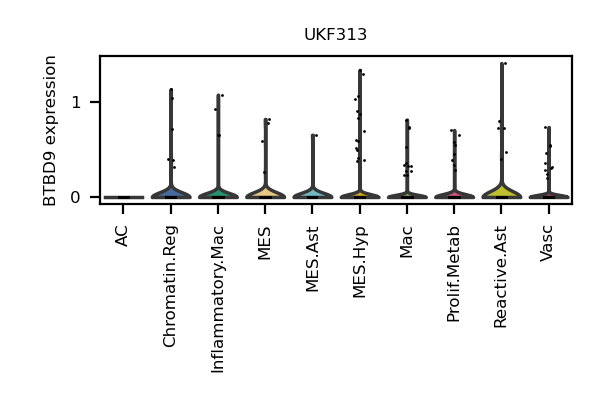 UKF313
BTBD9 expression
1
0
AC
Chromatin.Reg
Inflammatory.Mac
MES
MES.Ast
MES.Hyp
Mac
Prolif.Metab
Reactive.Ast
Vasc